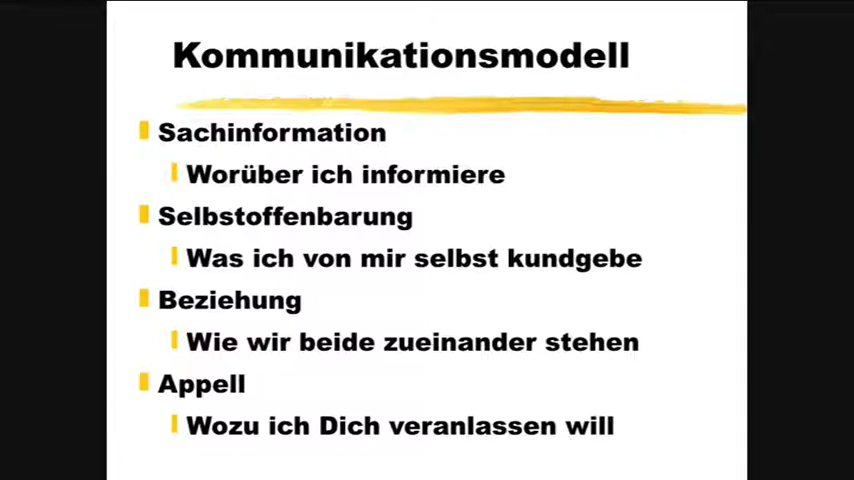 Kommunikationsmodell
Sachinformation
Worüber ich informiere
Selbstoffenbarung
Was ich von mir selbst kundgebe
Beziehung
Wie wir beide zueinander stehen
Appell
Wozu ich Dich veranlassen will